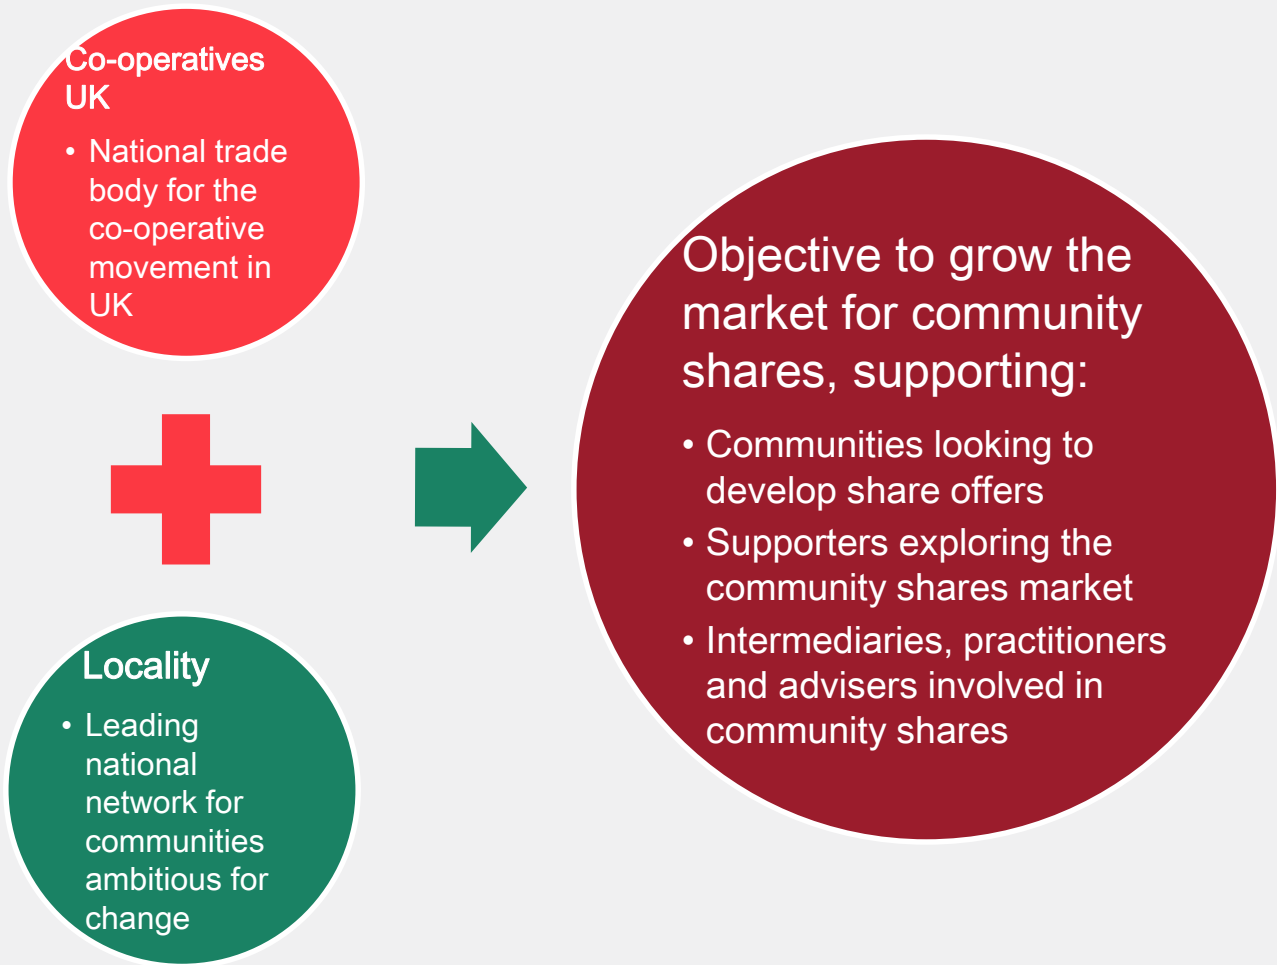 Co-operatives
UK
• National trade
body for the
co-operative
movement in
UK
Locality
• Leading
national
network for
communities
ambitious for
change
Objective to grow the
market for community
shares, supporting:
• Communities looking to
develop share offers
• Supporters exploring the
community shares market
• Intermediaries, practitioners
and advisers involved in
community shares